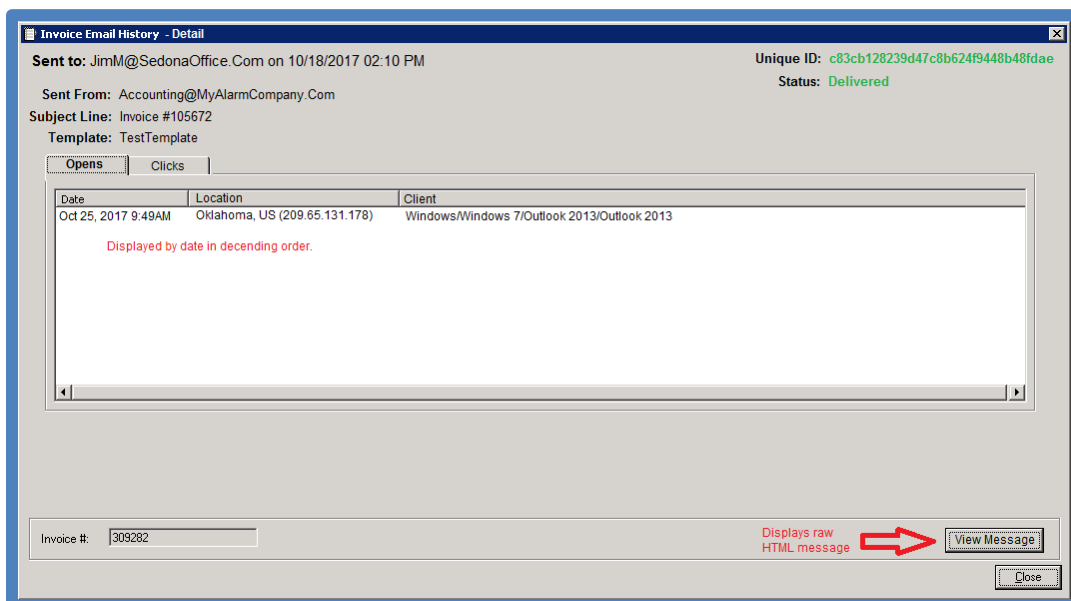 Invoice Email History - Detail
Sent to: JimM@SedonaOffice.Com on 10/18/2017 02:10 PM
Unique ID: c83cb128239d47c8b624f9448b48fdae
Status: Delivered
Sent From: Accounting@MyAlarmCompany.Com
Subject Line: Invoice #105672
Template: TestTemplate
Opens Clicks
Date Location Client
Oct 25, 2017 9:49AM Oklahoma, US (209.65.131.178) Windows/Windows 7/Outlook 2013/Outlook 2013
Displayed by date in decending order.
Invoice #: 309282
Displays raw
HTML message
View Message
Close